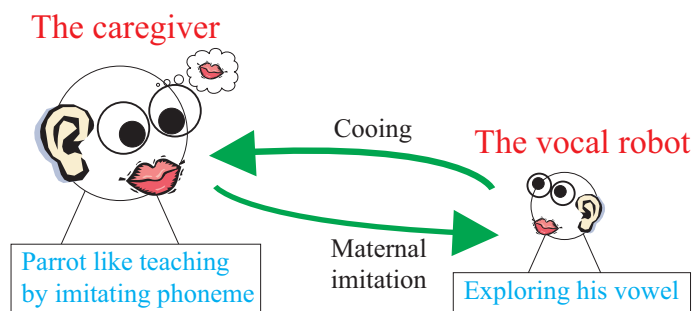 The caregiver
Cooing
The vocal robot
Maternal
imitation
Parrot like teaching
by imitating phoneme
Exploring his vowel